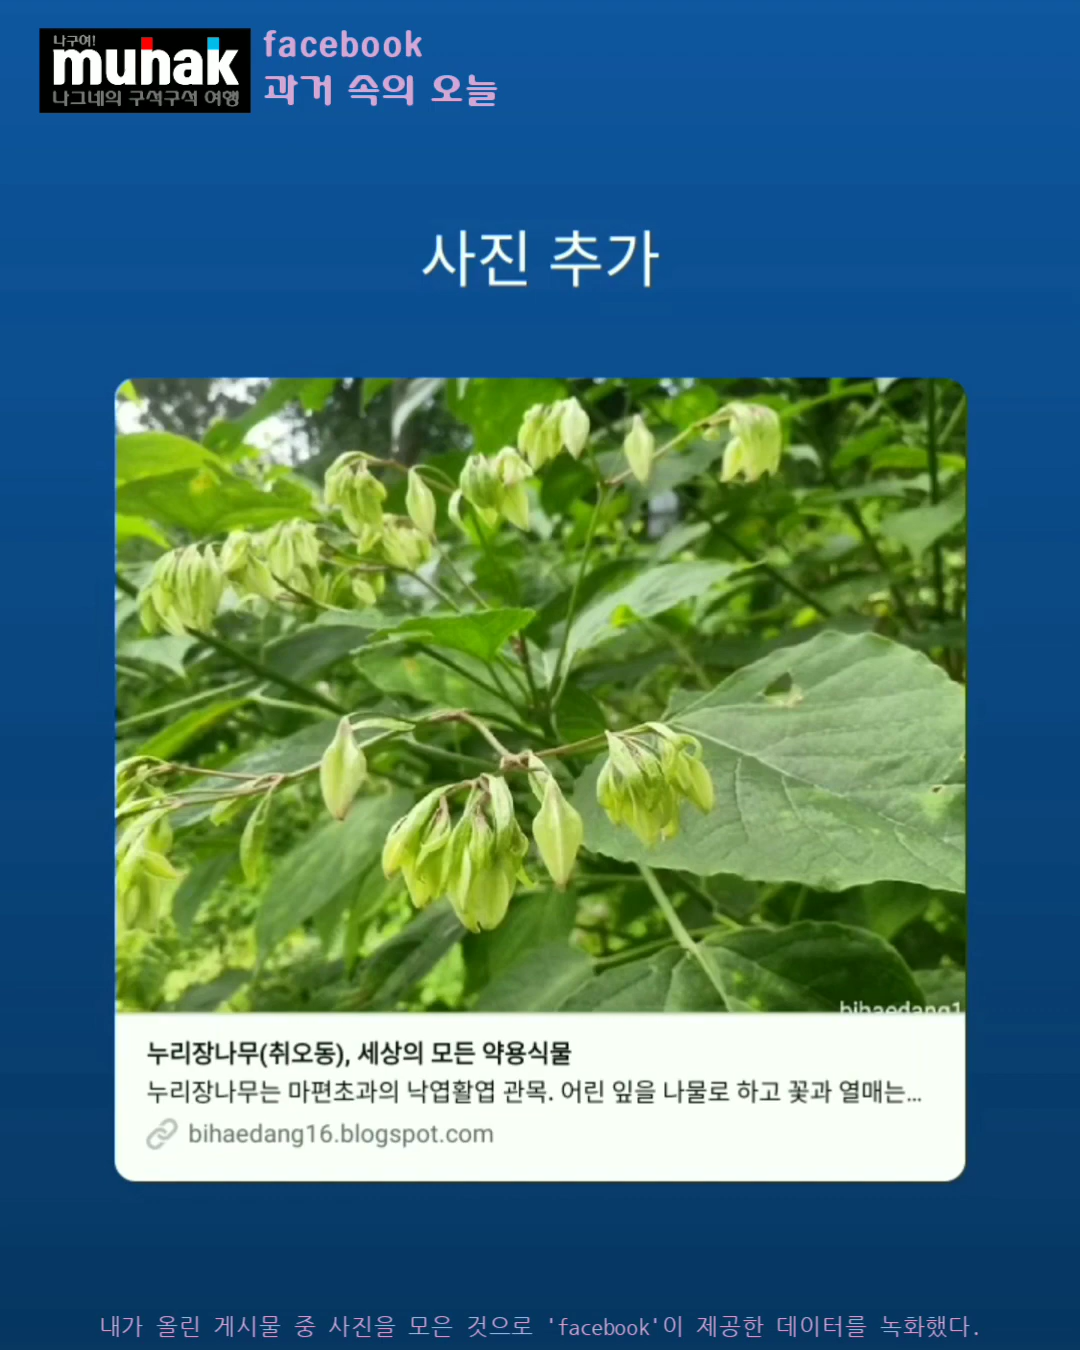 나구여!
munak
나그네의 구석구석 여행
facebook
과거 속의 오늘
사진 추가
bihaedang1
누리장나무(취오동), 세상의 모든 약용식물
누리장나무는 마편초과의 낙엽활엽 관목. 어린 잎을 나물로 하고 꽃과 열매는...
bihaedang16.blogspot.com
내가 올린 게시물 중 사진을 모은 것으로 'facebook'이 제공한 데이터를 녹화했다.